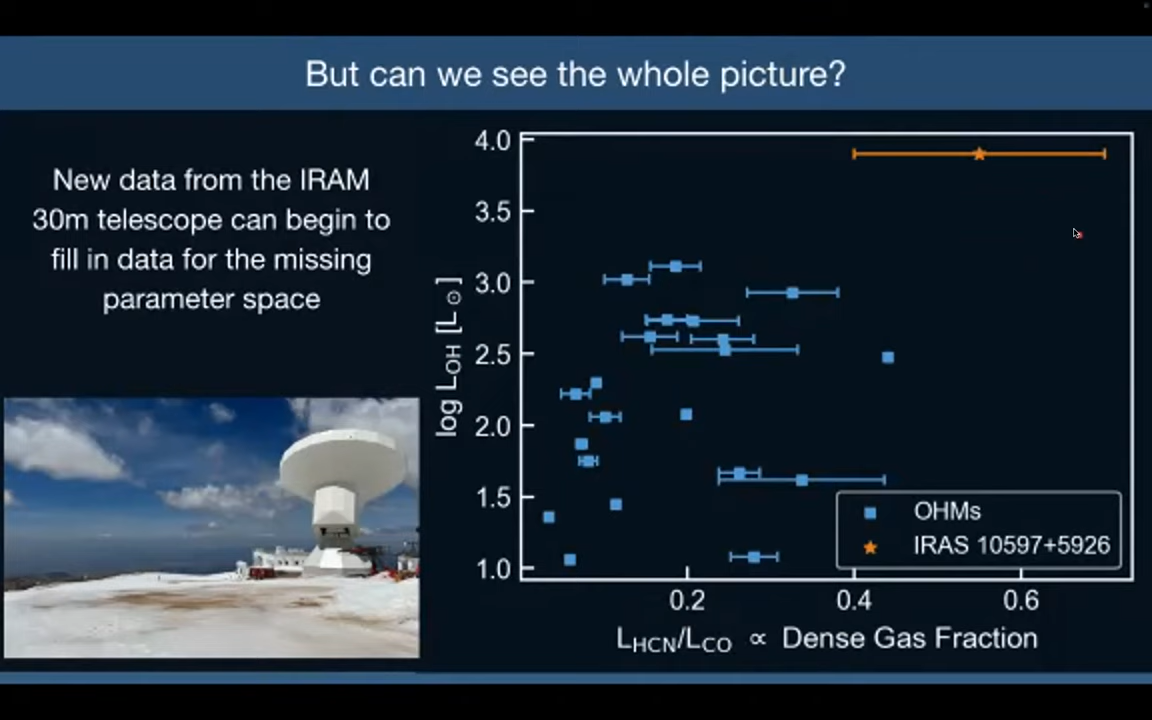 But can we see the whole picture?
New data from the IRAM
30m telescope can begin to
fill in data for the missing
parameter space
4.0
3.5
3.0
2.5
2.0
1.5
1.0
log L_OH [L_⊙]
OHMs
IRAS 10597+5926
0.2
0.4
0.6
L_HCN/L_CO ∝ Dense Gas Fraction